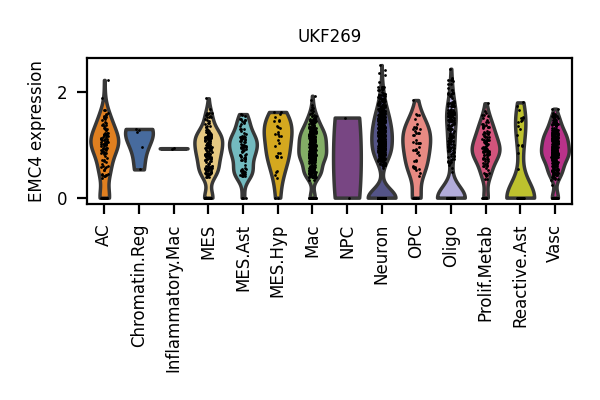 UKF269
EMC4 expression
2
0
AC
Chromatin.Reg
Inflammatory.Mac
MES
MES.Ast
MES.Hyp
Mac
NPC
Neuron
OPC
Oligo
Prolif.Metab
Reactive.Ast
Vasc